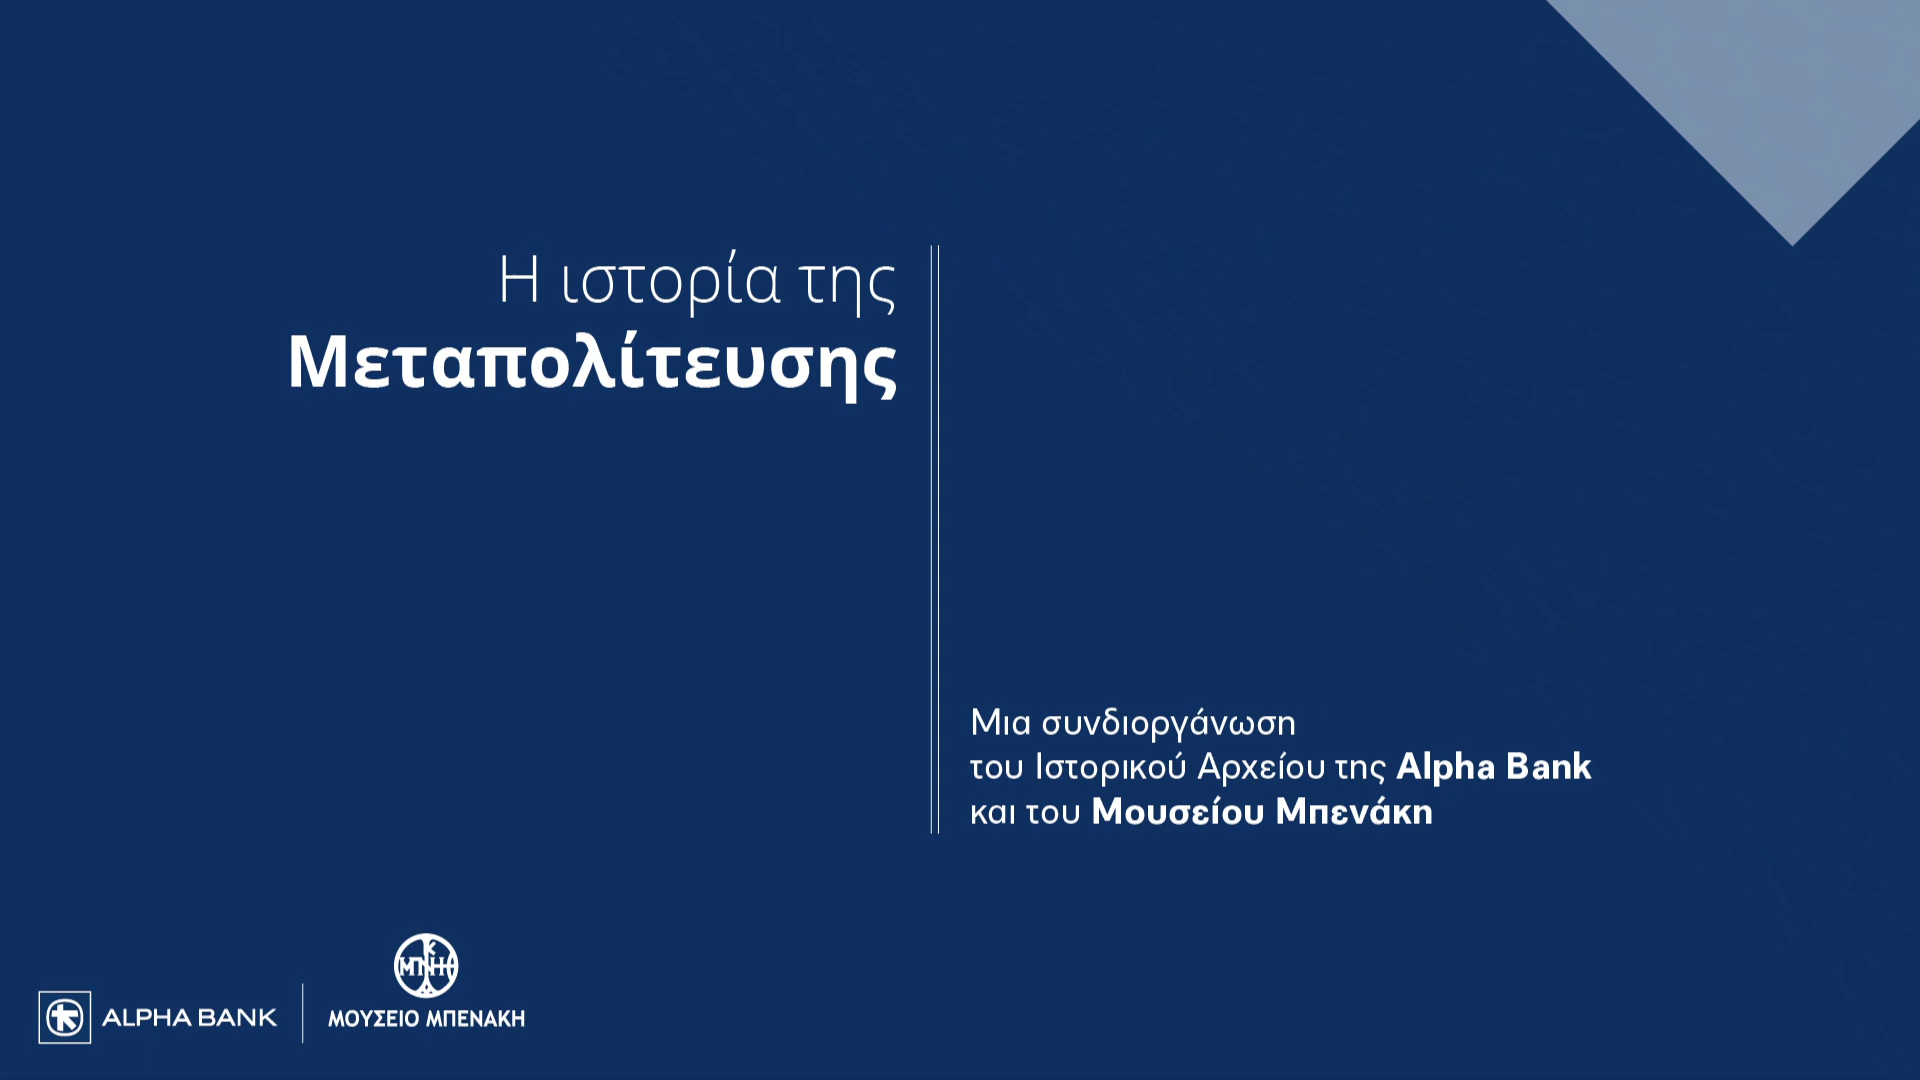 Η ιστορία της
Μεταπολίτευσης
Μια συνδιοργάνωση
του Ιστορικού Αρχείου της Alpha Bank
και του Μουσείου Μπενάκη
ALPHA BANK
ΜΟΥΣΕΙΟ ΜΠΕΝΑΚΗ